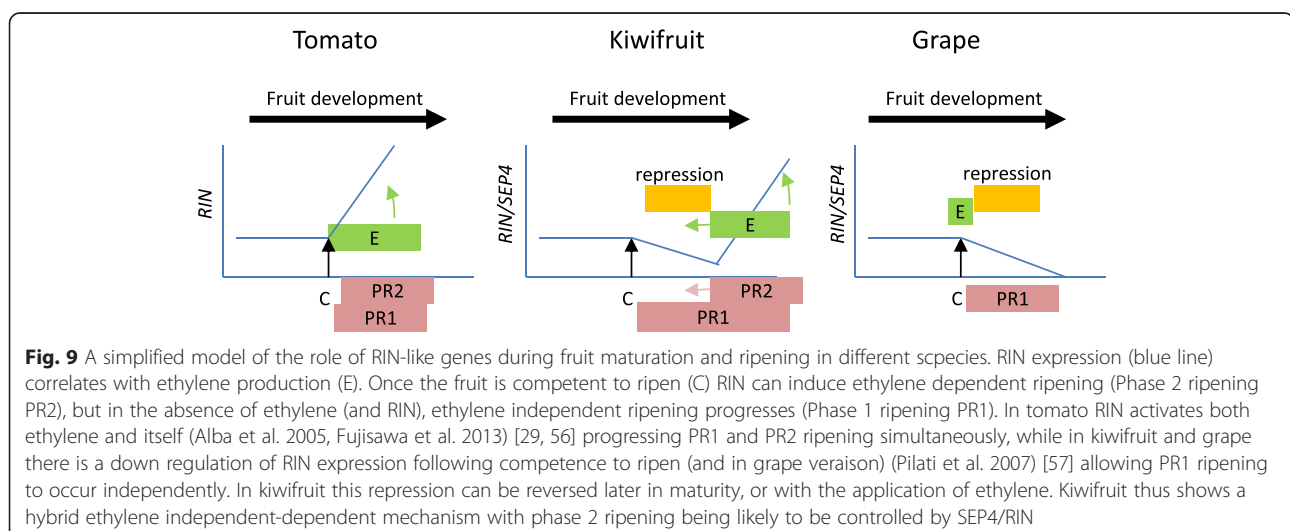 Tomato
Kiwifruit
Grape
Fruit development
Fruit development
Fruit development
RIN
E
C
PR2
PR1
RIN/SEP4
repression
E
C
PR2
PR1
RIN/SEP4
repression
E
C
PR1
Fig. 9 A simplified model of the role of RIN-like genes during fruit maturation and ripening in different scpecies. RIN expression (blue line)
correlates with ethylene production (E). Once the fruit is competent to ripen (C) RIN can induce ethylene dependent ripening (Phase 2 ripening
PR2), but in the absence of ethylene (and RIN), ethylene independent ripening progresses (Phase 1 ripening PR1). In tomato RIN activates both
ethylene and itself (Alba et al. 2005, Fujisawa et al. 2013) [29, 56] progressing PR1 and PR2 ripening simultaneously, while in kiwifruit and grape
there is a down regulation of RIN expression following competence to ripen (and in grape veraison) (Pilati et al. 2007) [57] allowing PR1 ripening
to occur independently. In kiwifruit this repression can be reversed later in maturity, or with the application of ethylene. Kiwifruit thus shows a
hybrid ethylene independent-dependent mechanism with phase 2 ripening being likely to be controlled by SEP4/RIN